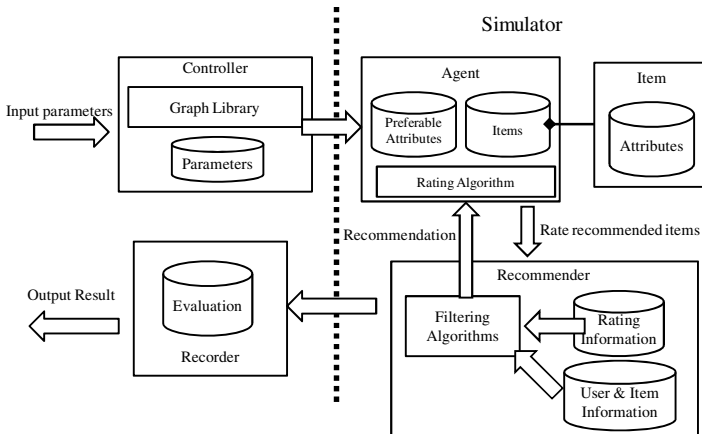 Simulator
Controller
Agent
Item
Input parameters
Graph Library
Preferable
Attributes
Items
Parameters
Attributes
Rating Algorithm
Recommendation
Rate recommended items
Recommender
Output Result
Evaluation
Filtering
Algorithms
Rating
Information
Recorder
User & Item
Information